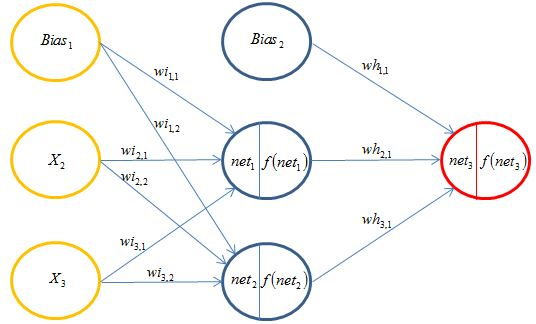 Bias₁
Bias₂
wi₁,₁
wh₁,₁
wi₁,₂
X₂
wi₂,₁
wi₂,₂
net₁ f(net₁)
wh₂,₁
net₃ f(net₃)
wi₃,₁
wh₃,₁
X₃
wi₃,₂
net₂ f(net₂)